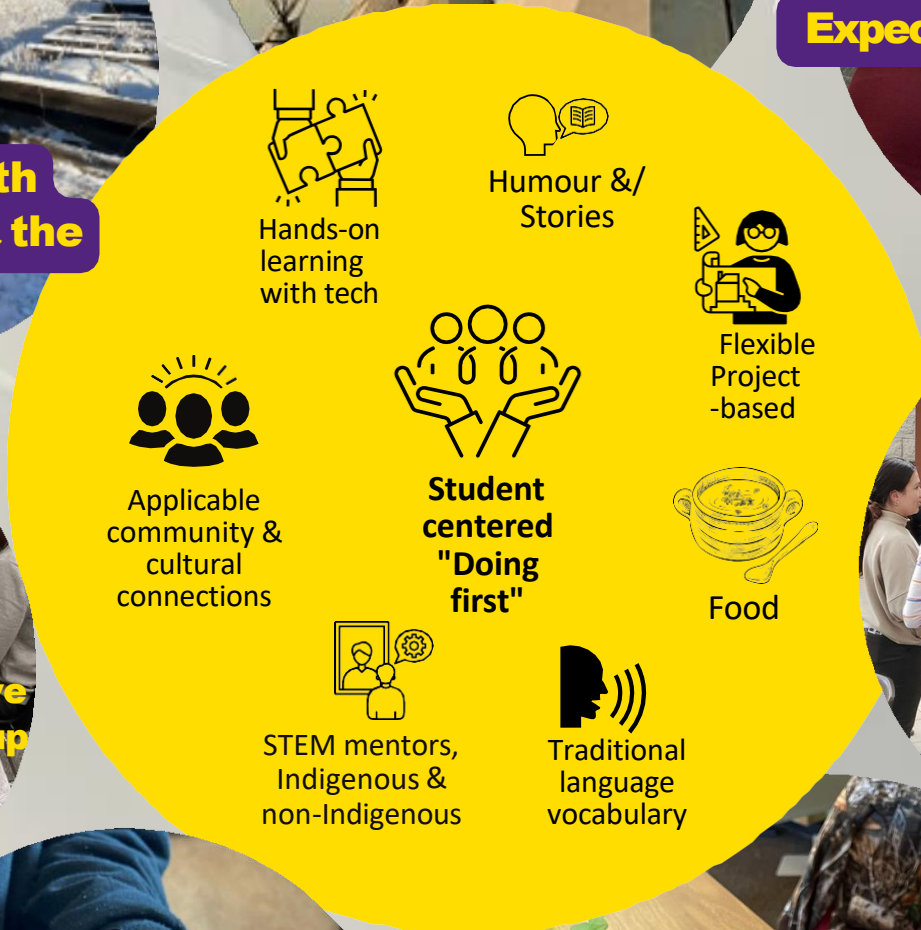 the
Humour &/
Stories
Hands-on
learning
with tech
Flexible
Project
-based
Applicable
community &
cultural
connections
Student
centered
"Doing
first"
Food
STEM mentors,
Indigenous &
non-Indigenous
Traditional
language
vocabulary